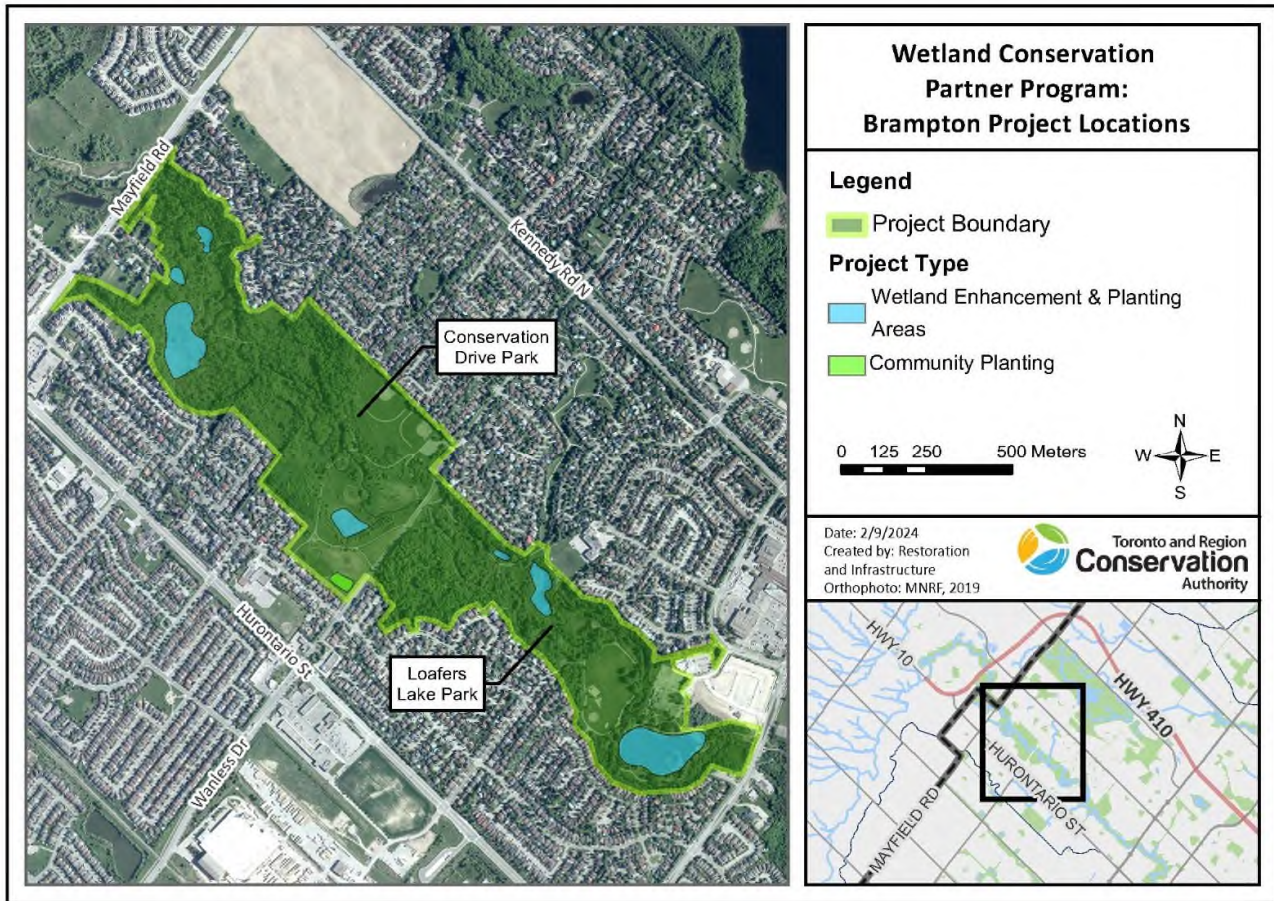 Mayfield Rd
Kennedy Rd N
Conservation
Drive Park
Loafers
Lake Park
Hurontario St
Wanless Dr
Wetland Conservation
Partner Program:
Brampton Project Locations
Legend
Project Boundary
Project Type
Wetland Enhancement & Planting
Areas
Community Planting
0 125 250 500 Meters
N
W E
S
Date: 2/9/2024
Created by: Restoration
and Infrastructure
Orthophoto: MNRF, 2019
Toronto and Region
Conservation
Authority
HWY 10
HWY 410
HURONTARIO ST
MAYFIELD RD